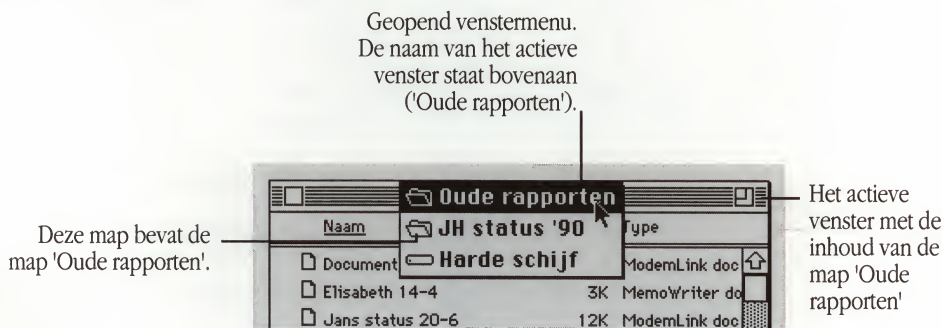 Geopend venstermenu.
De naam van het actieve
venster staat bovenaan
('Oude rapporten').
Oude rapporten
Deze map bevat de
map 'Oude rapporten'.
Naam
JH status '90
Type
Harde schijf
Document
ModemLink doc
Elisabeth 14-4
3K MemoWriter do
Jans status 20-6
12K ModemLink doc
Het actieve
venster met de
inhoud van de
map 'Oude
rapporten'